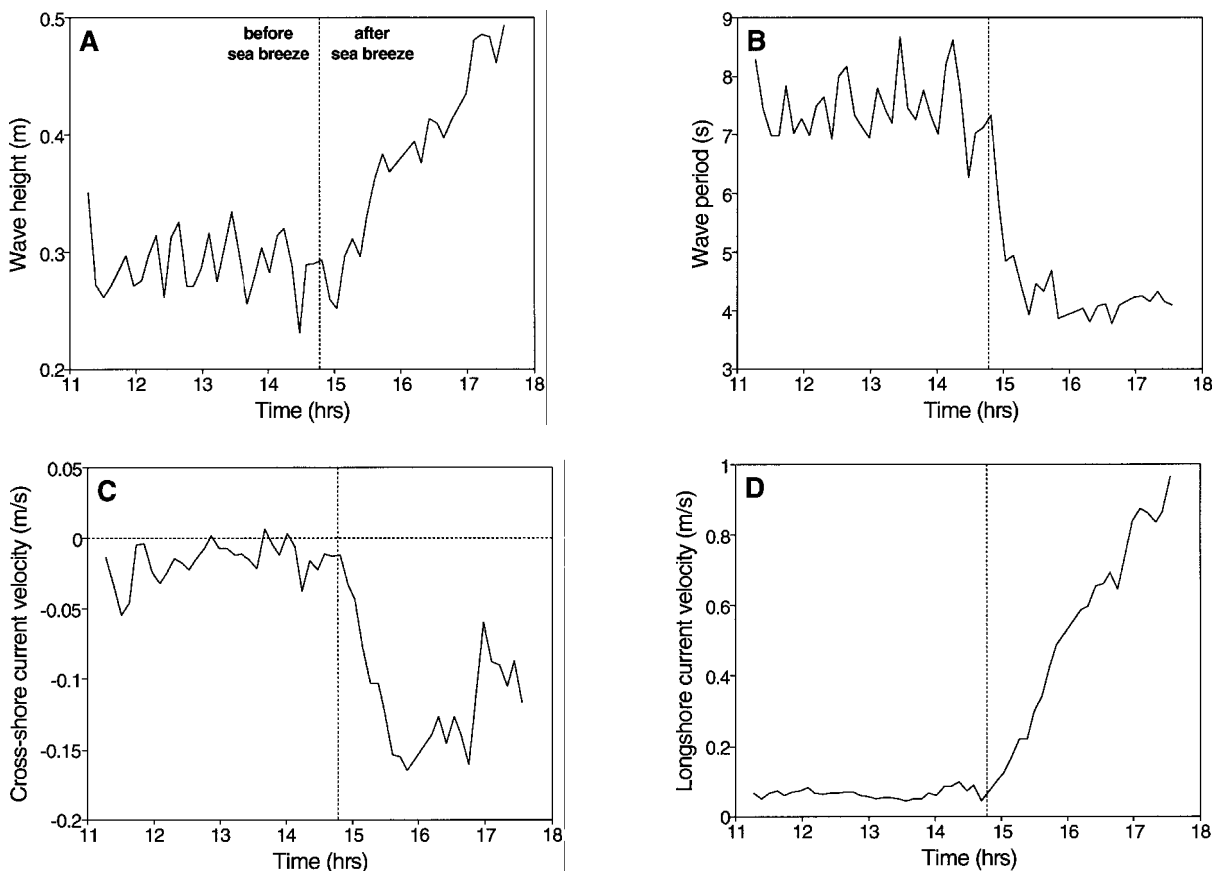 A
before
sea breeze
after
sea breeze
Wave height (m)
0.5
0.4
0.3
0.2
11 12 13 14 15 16 17 18
Time (hrs)
B
Wave period (s)
9
8
7
6
5
4
3
11 12 13 14 15 16 17 18
Time (hrs)
C
Cross-shore current velocity (m/s)
0.05
0
-0.05
-0.1
-0.15
-0.2
11 12 13 14 15 16 17 18
Time (hrs)
D
Longshore current velocity (m/s)
1
0.8
0.6
0.4
0.2
0
11 12 13 14 15 16 17 18
Time (hrs)